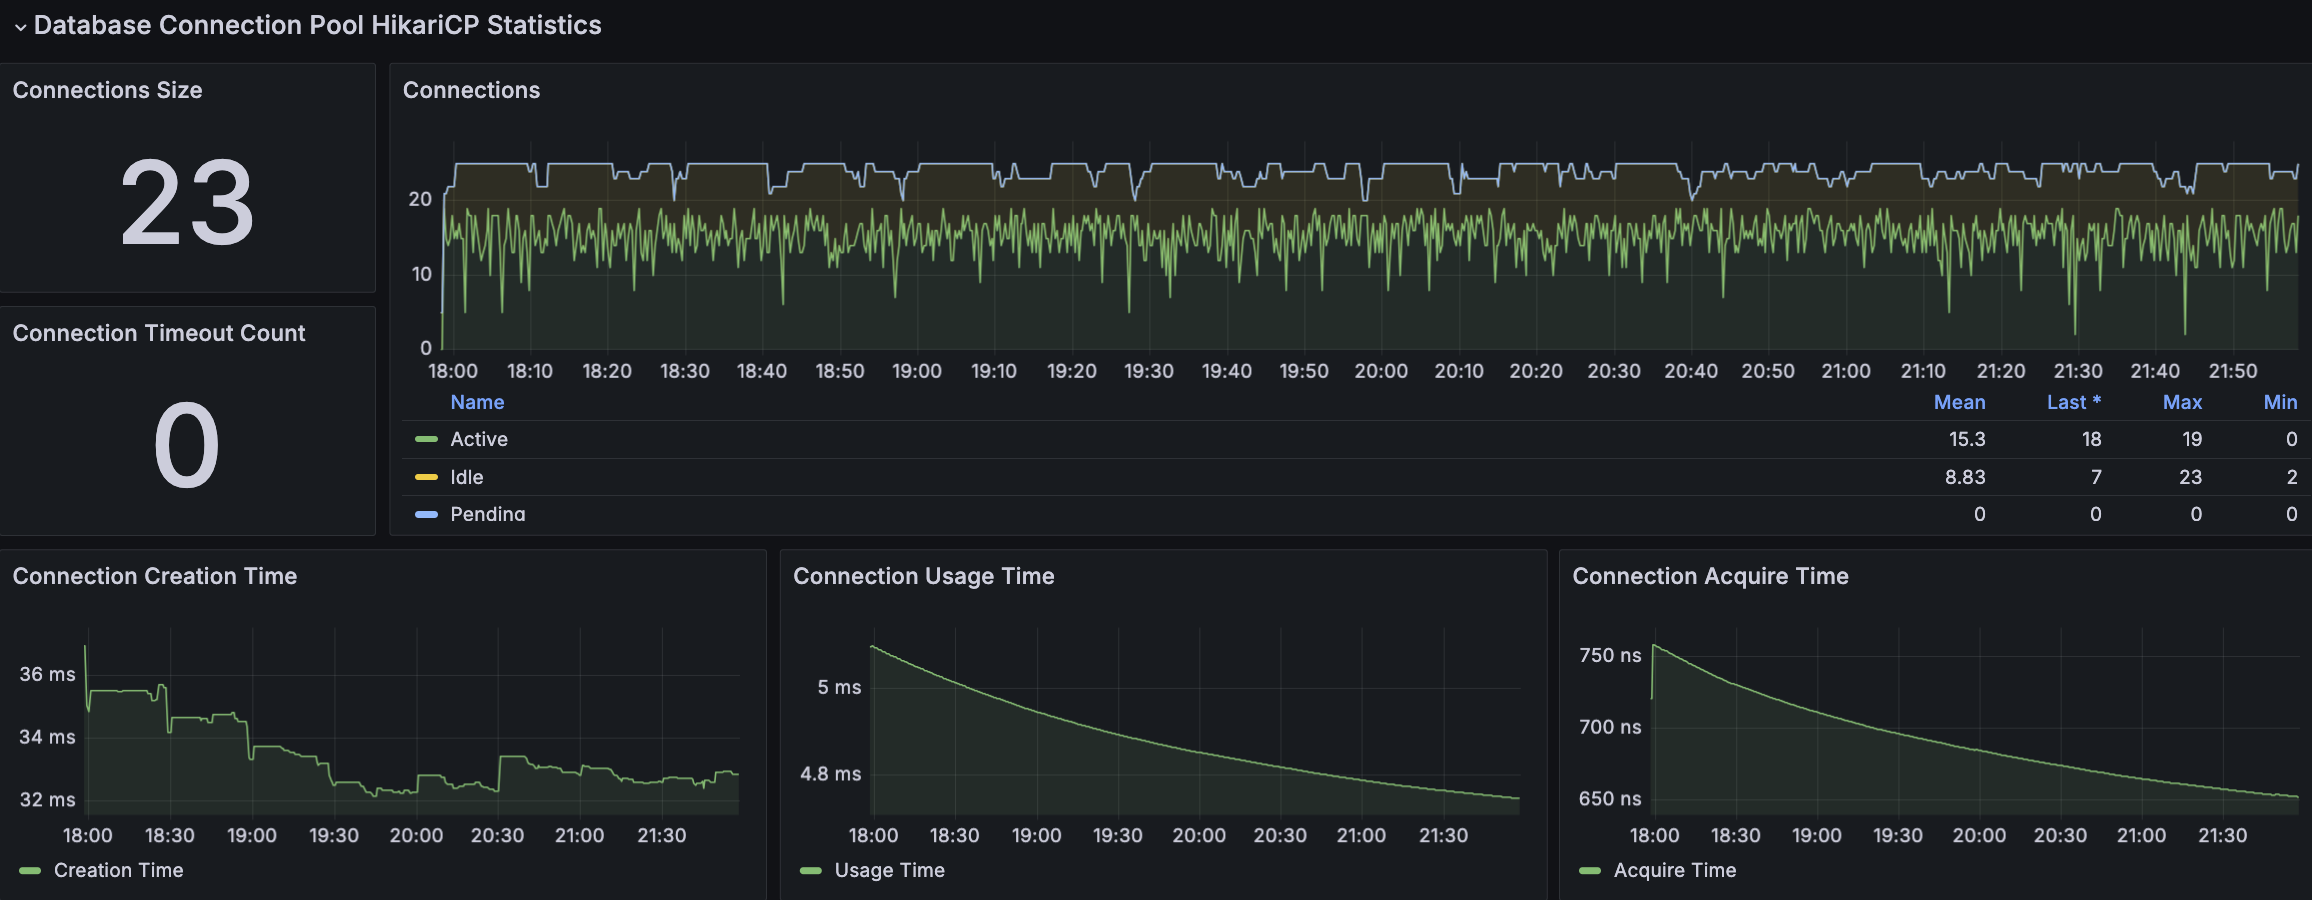 Database Connection Pool HikariCP Statistics
Connections Size
23
Connection Timeout Count
0
Connections
20
10
0
18:00 18:10 18:20 18:30 18:40 18:50 19:00 19:10 19:20 19:30 19:40 19:50 20:00 20:10 20:20 20:30 20:40 20:50 21:00 21:10 21:20 21:30 21:40 21:50
Name Mean Last * Max Min
Active 15.3 18 19 0
Idle 8.83 7 23 2
Pending 0 0 0 0
Connection Creation Time
36 ms
34 ms
32 ms
18:00 18:30 19:00 19:30 20:00 20:30 21:00 21:30
Creation Time
Connection Usage Time
5 ms
4.8 ms
18:00 18:30 19:00 19:30 20:00 20:30 21:00 21:30
Usage Time
Connection Acquire Time
750 ns
700 ns
650 ns
18:00 18:30 19:00 19:30 20:00 20:30 21:00 21:30
Acquire Time